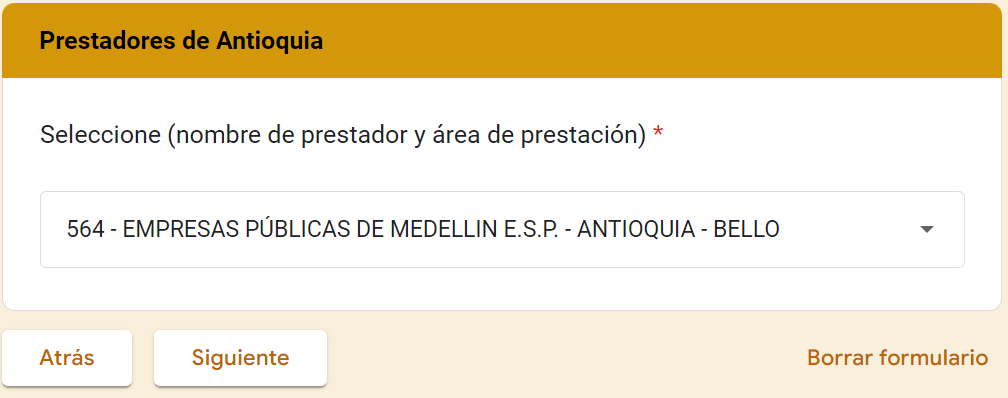 Prestadores de Antioquia
Seleccione (nombre de prestador y área de prestación) *
564 - EMPRESAS PÚBLICAS DE MEDELLIN E.S.P. - ANTIOQUIA - BELLO
Atrás
Siguiente
Borrar formulario